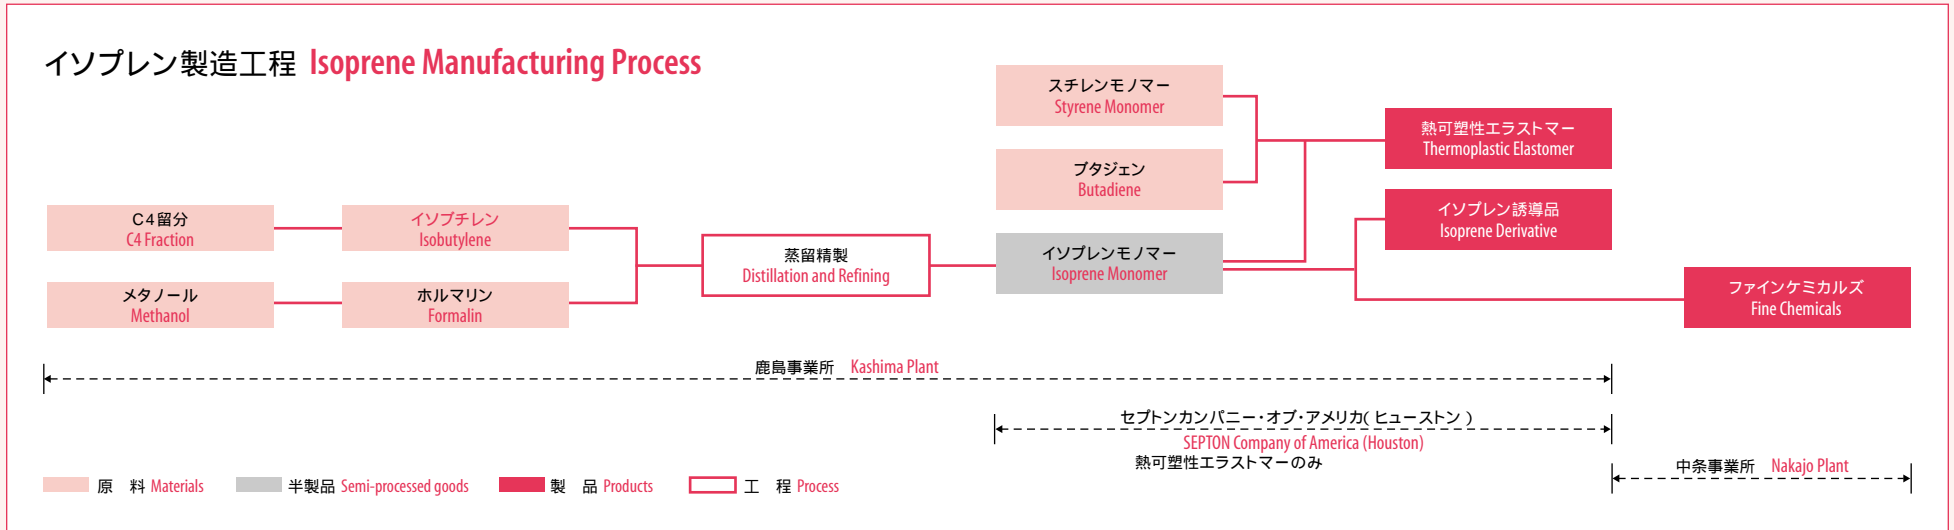 イソプレン製造工程 Isoprene Manufacturing Process
スチレンモノマー
Styrene Monomer
ブタジェン
Butadiene
熱可塑性エラストマー
Thermoplastic Elastomer
C4留分
C4 Fraction
イソブチレン
Isobutylene
メタノール
Methanol
ホルマリン
Formalin
蒸留精製
Distillation and Refining
イソプレンモノマー
Isoprene Monomer
イソプレン誘導品
Isoprene Derivative
ファインケミカルズ
Fine Chemicals
鹿島事業所 Kashima Plant
セプトンカンパニー・オブ・アメリカ(ヒューストン)
SEPTON Company of America (Houston)
熱可塑性エラストマーのみ
中条事業所 Nakajo Plant
原 料 Materials
半製品 Semi-processed goods
製 品 Products
工 程 Process